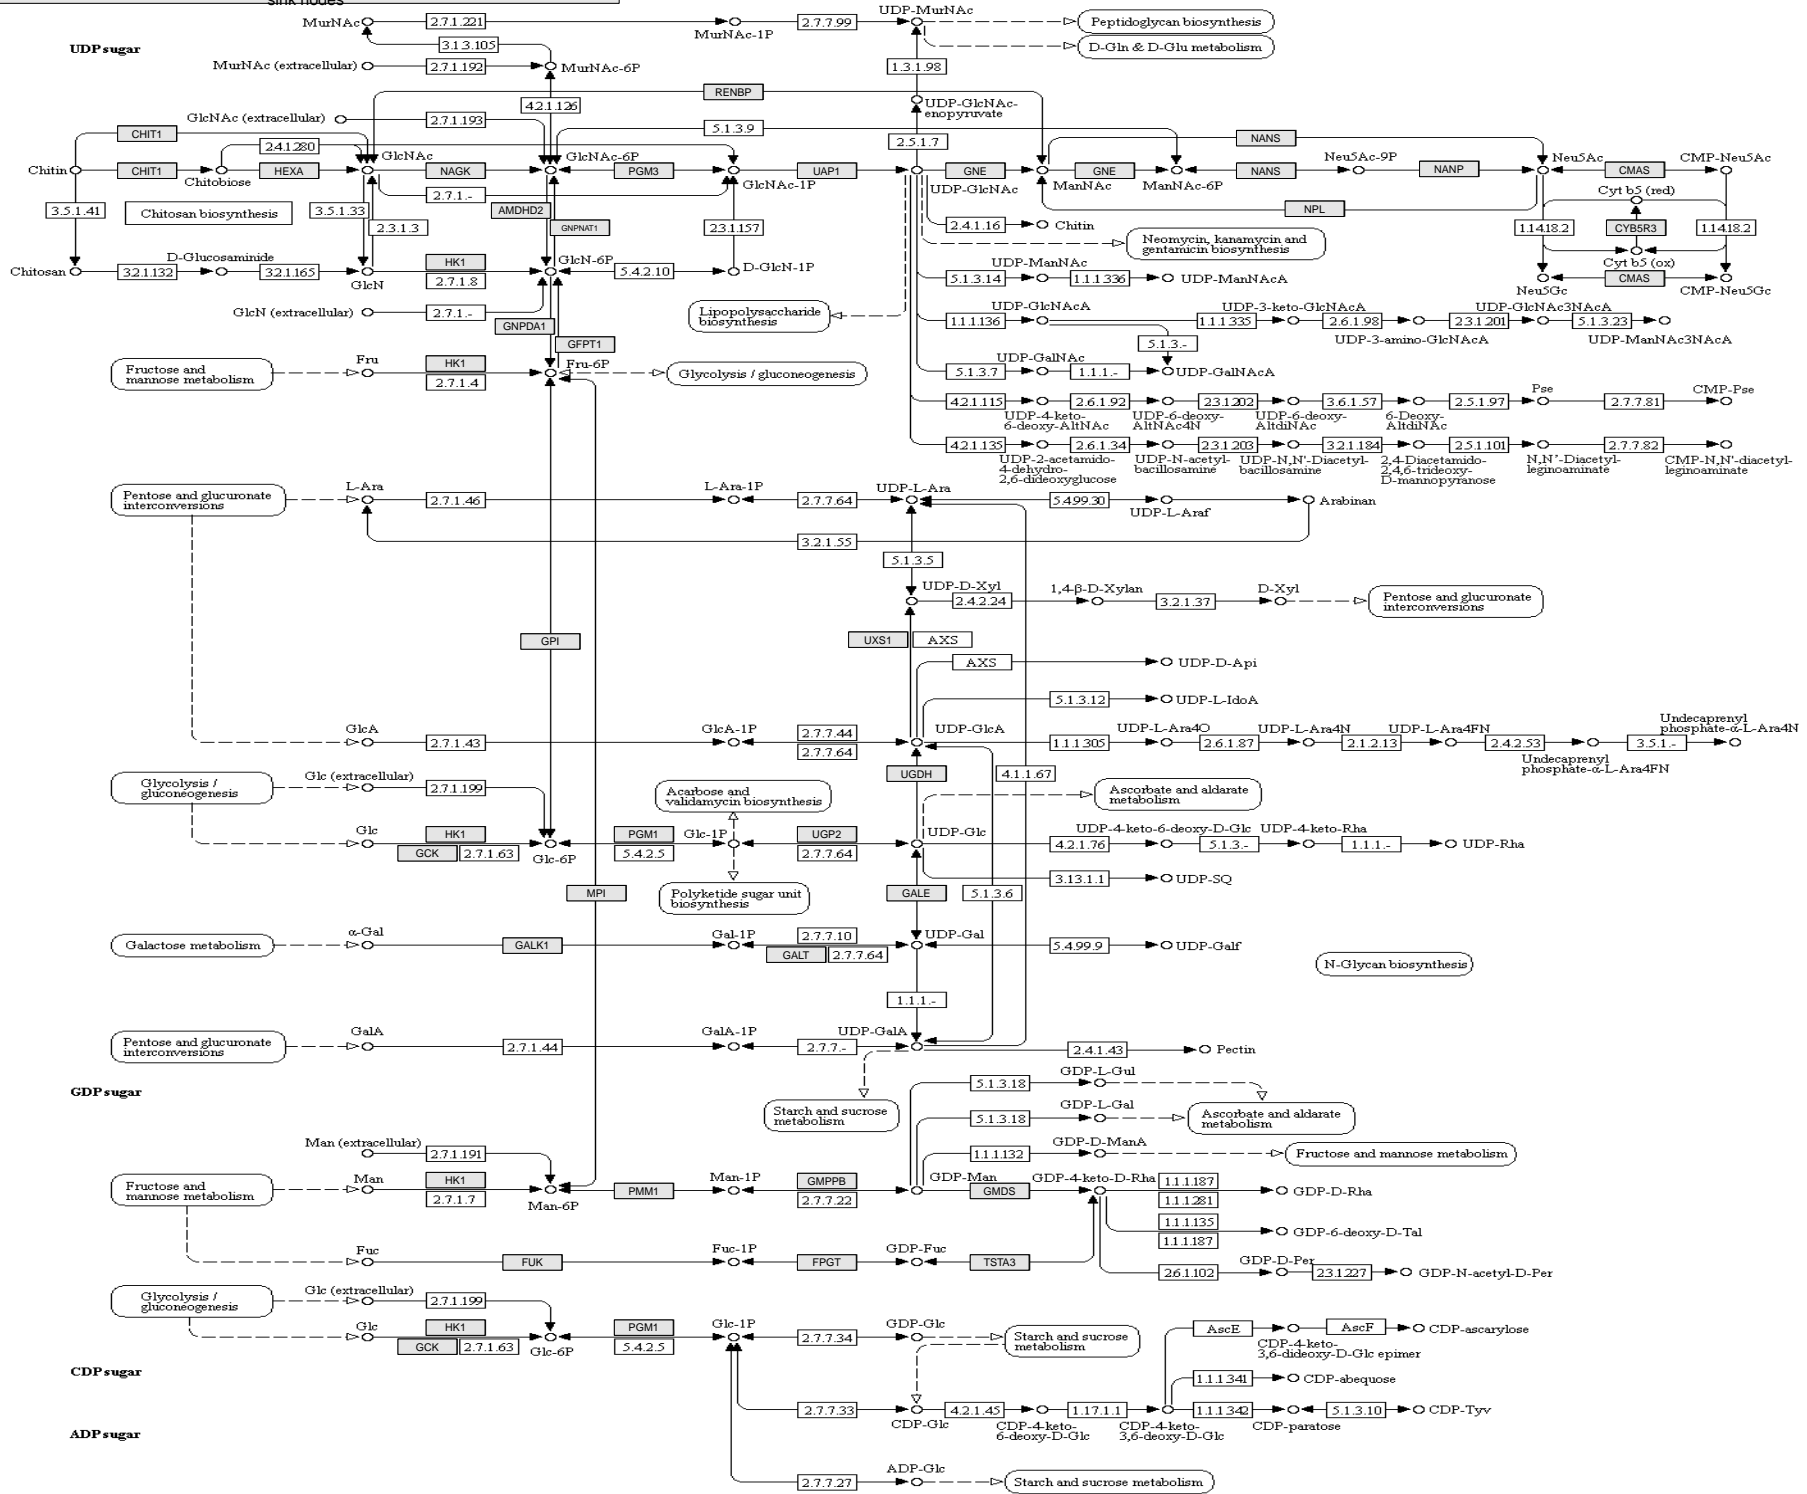 sink nodes
MurNAc
2.7.1.221
MurNAc-1P
2.7.7.99
UDP-MurNAc
Peptidoglycan biosynthesis
UDP sugar
3.1.3.105
D-Gln & D-Glu metabolism
MurNAc (extracellular)
2.7.1.192
MurNAc-6P
1.3.1.98
RENBP
4.2.1.126
UDP-GlcNAc-
enopyruvate
GlcNAc (extracellular)
2.7.1.193
5.1.3.9
CHIT1
2.4.1.280
2.5.1.7
NANS
Chitin
CHIT1
Chitobiose
HEXA
GlcNAc
NAGK
GlcNAc-6P
PGM3
GlcNAc-1P
UAP1
UDP-GlcNAc
GNE
ManNAc
GNE
ManNAc-6P
NANS
Neu5Ac-9P
NANP
Neu5Ac
CMAS
CMP-Neu5Ac
2.7.1.-
Cyt b5 (red)
3.5.1.41
Chitosan biosynthesis
3.5.1.33
2.3.1.3
AMDHD2
GNPNAT1
2.3.1.157
2.4.1.16
Chitin
NPL
1.14.18.2
CYB5R3
1.14.18.2
Neomycin, kanamycin and
gentamicin biosynthesis
Cyt b5 (ox)
Chitosan
3.2.1.132
D-Glucosaminide
3.2.1.165
GlcN
HK1
2.7.1.8
GlcN-6P
5.4.2.10
D-GlcN-1P
5.1.3.14
UDP-ManNAc
1.1.1.336
UDP-ManNAcA
Neu5Gc
CMAS
CMP-Neu5Gc
GlcN (extracellular)
2.7.1.-
GNPDA1
Lipopolysaccharide
biosynthesis
1.1.1.136
UDP-GlcNAcA
1.1.1.335
UDP-3-keto-GlcNAcA
2.6.1.98
UDP-3-amino-GlcNAcA
2.3.1.201
UDP-GlcNAc3NAcA
5.1.3.23
UDP-ManNAc3NAcA
GFPT1
5.1.3.-
Fructose and
mannose metabolism
Fru
HK1
2.7.1.4
Fru-6P
Glycolysis / gluconeogenesis
5.1.3.7
UDP-GalNAc
1.1.1.-
UDP-GalNAcA
4.2.1.115
UDP-4-keto-
6-deoxy-AltNAc
2.6.1.92
UDP-6-deoxy-
AltNAc4N
2.3.1.202
UDP-6-deoxy-
AltdiNAc
3.6.1.57
6-Deoxy-
AltdiNAc
2.5.1.97
Pse
2.7.7.81
CMP-Pse
4.2.1.135
UDP-2-acetamido-
4-dehydro-
2,6-dideoxyglucose
2.6.1.34
UDP-N-acetyl-
bacillosamine
2.3.1.203
UDP-N,N'-Diacetyl-
bacillosamine
3.2.1.184
2,4-Diacetamido-
2,4,6-trideoxy-
D-mannopyranose
2.5.1.101
N,N'-Diacetyl-
leginoaminate
2.7.7.82
CMP-N,N'-diacetyl-
leginoaminate
Pentose and glucuronate
interconversions
L-Ara
2.7.1.46
L-Ara-1P
2.7.7.64
UDP-L-Ara
5.4.99.30
UDP-L-Araf
Arabinan
3.2.1.55
5.1.3.5
UDP-D-Xyl
2.4.2.24
1,4-β-D-Xylan
3.2.1.37
D-Xyl
Pentose and glucuronate
interconversions
GPI
UXS1
AXS
AXS
UDP-D-Api
5.1.3.12
UDP-L-IdoA
GlcA
2.7.1.43
GlcA-1P
2.7.7.44
2.7.7.64
UDP-GlcA
1.1.1.305
UDP-L-Ara4O
2.6.1.87
UDP-L-Ara4N
2.1.2.13
UDP-L-Ara4FN
2.4.2.53
Undecaprenyl
phosphate-α-L-Ara4FN
3.5.1.-
Undecaprenyl
phosphate-α-L-Ara4N
UGDH
4.1.1.67
Glycolysis /
gluconeogenesis
Glc (extracellular)
2.7.1.199
Acarbose and
validamycin biosynthesis
Ascorbate and aldarate
metabolism
Glc
HK1
GCK
2.7.1.63
Glc-6P
PGM1
5.4.2.5
Glc-1P
UGP2
2.7.7.64
UDP-Glc
4.2.1.76
UDP-4-keto-6-deoxy-D-Glc
5.1.3.-
UDP-4-keto-Rha
1.1.1.-
UDP-Rha
3.13.1.1
UDP-SQ
MPI
Polyketide sugar unit
biosynthesis
GALE
5.1.3.6
Galactose metabolism
α-Gal
GALK1
Gal-1P
2.7.7.10
GALT
2.7.7.64
UDP-Gal
5.4.99.9
UDP-Galf
N-Glycan biosynthesis
1.1.1.-
Pentose and glucuronate
interconversions
GalA
2.7.1.44
GalA-1P
2.7.7.-
UDP-GalA
2.4.1.43
Pectin
GDP sugar
Starch and sucrose
metabolism
5.1.3.18
GDP-L-Gul
5.1.3.18
GDP-L-Gal
Ascorbate and aldarate
metabolism
Man (extracellular)
2.7.1.191
1.1.1.132
GDP-D-ManA
Fructose and mannose metabolism
Fructose and
mannose metabolism
Man
HK1
2.7.1.7
Man-6P
PMM1
Man-1P
GMPPB
2.7.7.22
GDP-Man
GMDS
GDP-4-keto-D-Rha
1.1.1.187
1.1.1.281
GDP-D-Rha
1.1.1.135
1.1.1.187
GDP-6-deoxy-D-Tal
Fuc
FUK
Fuc-1P
FPGT
GDP-Fuc
TSTA3
2.6.1.102
GDP-D-Per
2.3.1.227
GDP-N-acetyl-D-Per
Glycolysis /
gluconeogenesis
Glc (extracellular)
2.7.1.199
Glc
HK1
GCK
2.7.1.63
Glc-6P
PGM1
5.4.2.5
Glc-1P
2.7.7.34
GDP-Glc
Starch and sucrose
metabolism
AscE
CDP-4-keto-
3,6-dideoxy-D-Glc epimer
AscF
CDP-ascarylose
CDP sugar
1.1.1.341
CDP-abequose
2.7.7.33
CDP-Glc
4.2.1.45
CDP-4-keto-
6-deoxy-D-Glc
1.17.1.1
CDP-4-keto-
3,6-deoxy-D-Glc
1.1.1.342
CDP-paratose
5.1.3.10
CDP-Tyv
ADP sugar
2.7.7.27
ADP-Glc
Starch and sucrose metabolism